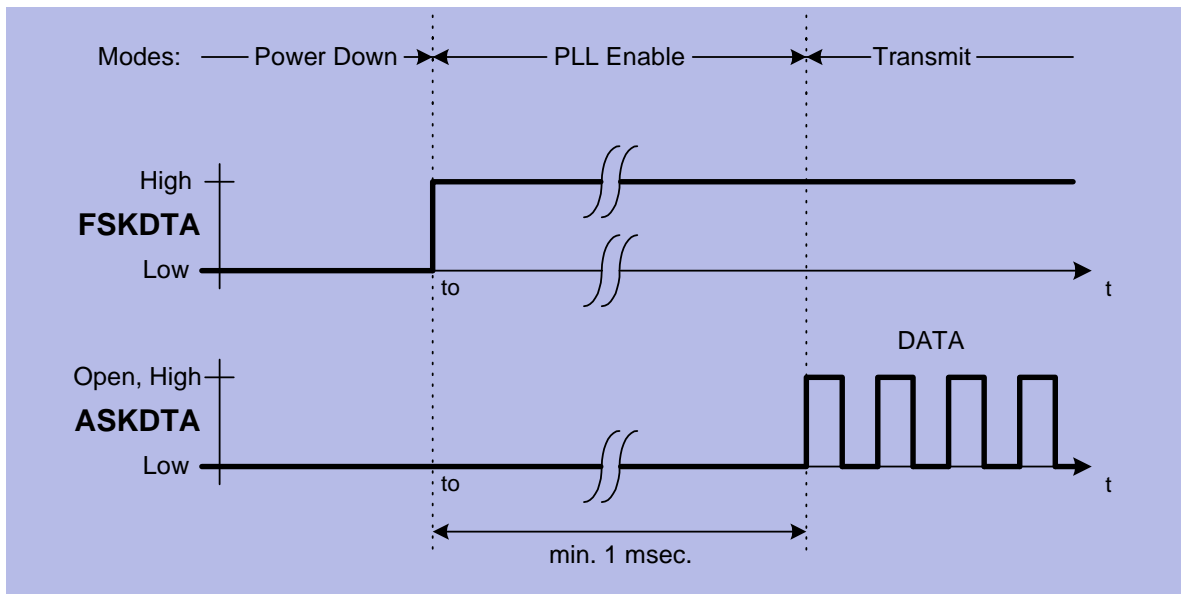 Modes: Power Down PLL Enable Transmit
High
FSKDTA
Low
to
t
DATA
Open, High
ASKDTA
Low
to
t
min. 1 msec.